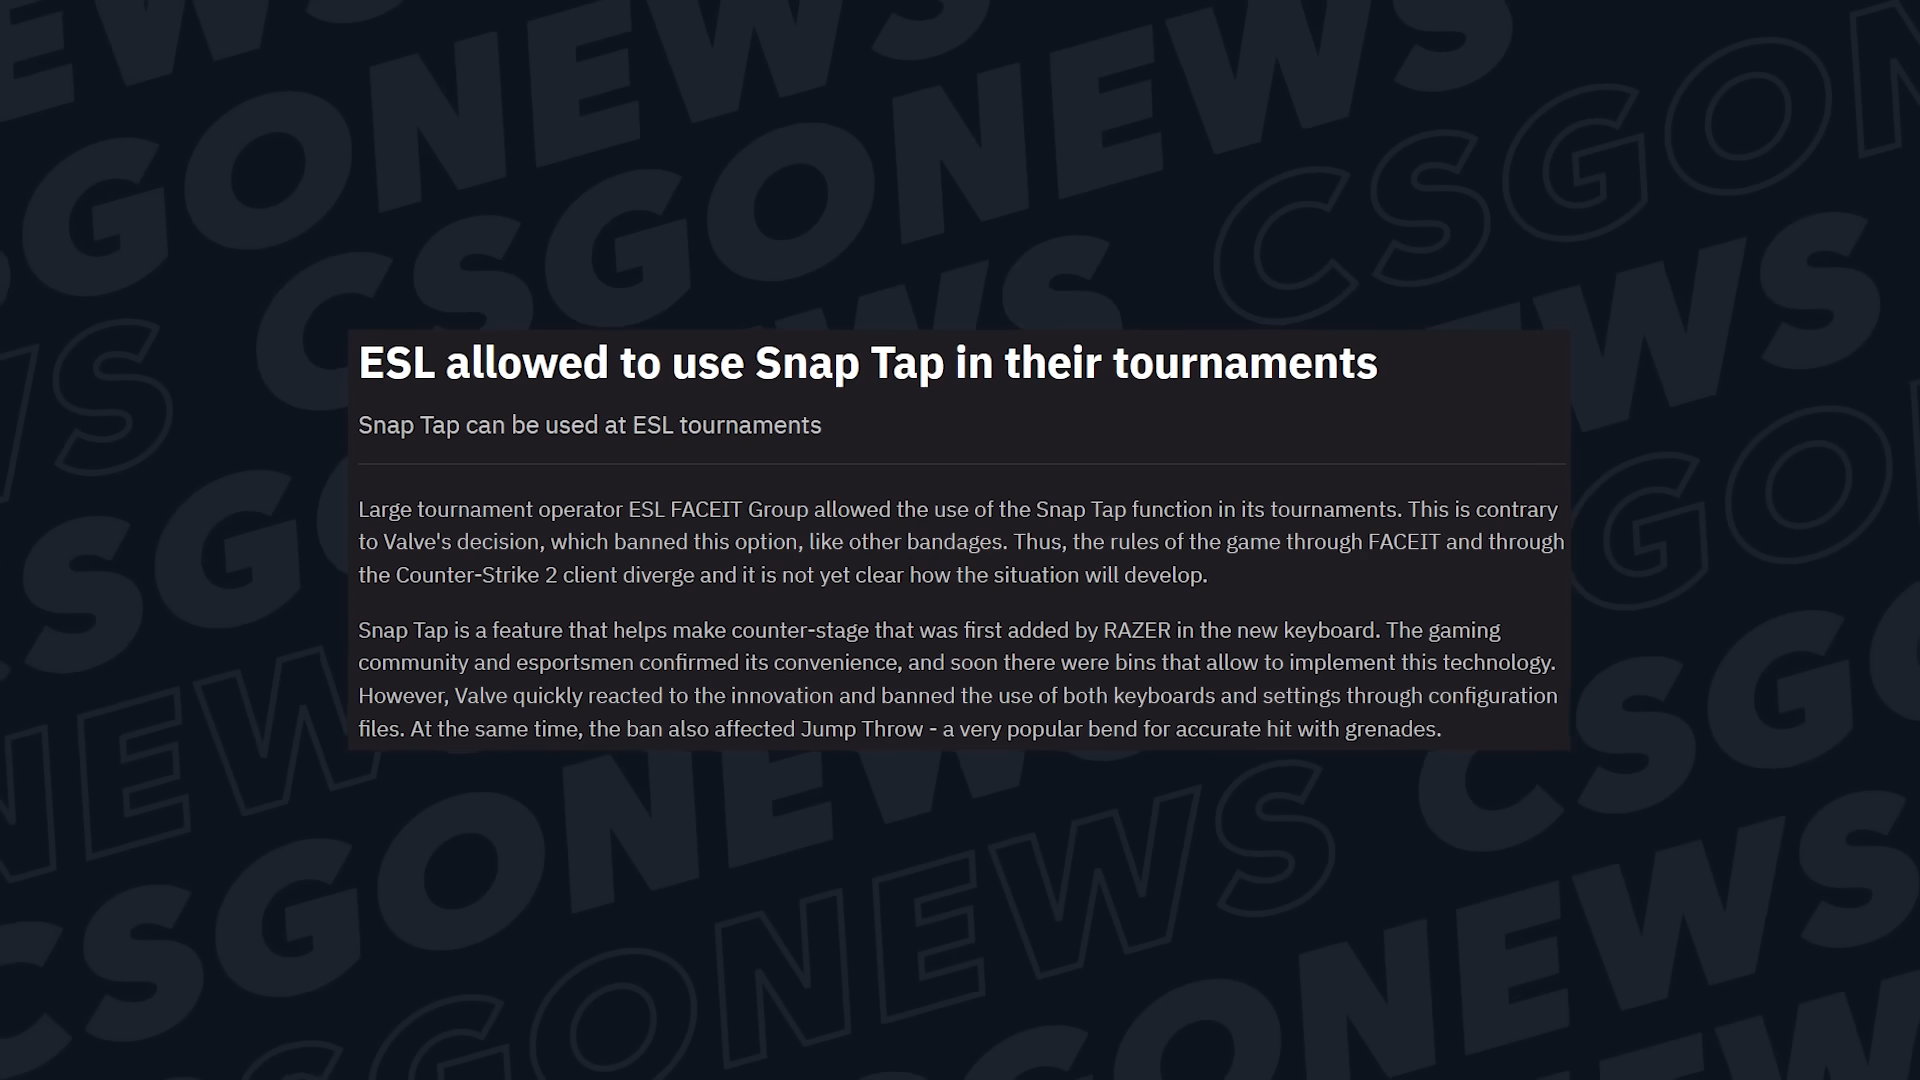 CSGONEWS
ESL allowed to use Snap Tap in their tournaments
Snap Tap can be used at ESL tournaments
Large tournament operator ESL FACEIT Group allowed the use of the Snap Tap function in its tournaments. This is contrary
to Valve's decision, which banned this option, like other bandages. Thus, the rules of the game through FACEIT and through
the Counter-Strike 2 client diverge and it is not yet clear how the situation will develop.
Snap Tap is a feature that helps make counter-stage that was first added by RAZER in the new keyboard. The gaming
community and esportsmen confirmed its convenience, and soon there were bins that allow to implement this technology.
However, Valve quickly reacted to the innovation and banned the use of both keyboards and settings through configuration
files. At the same time, the ban also affected Jump Throw - a very popular bend for accurate hit with grenades.